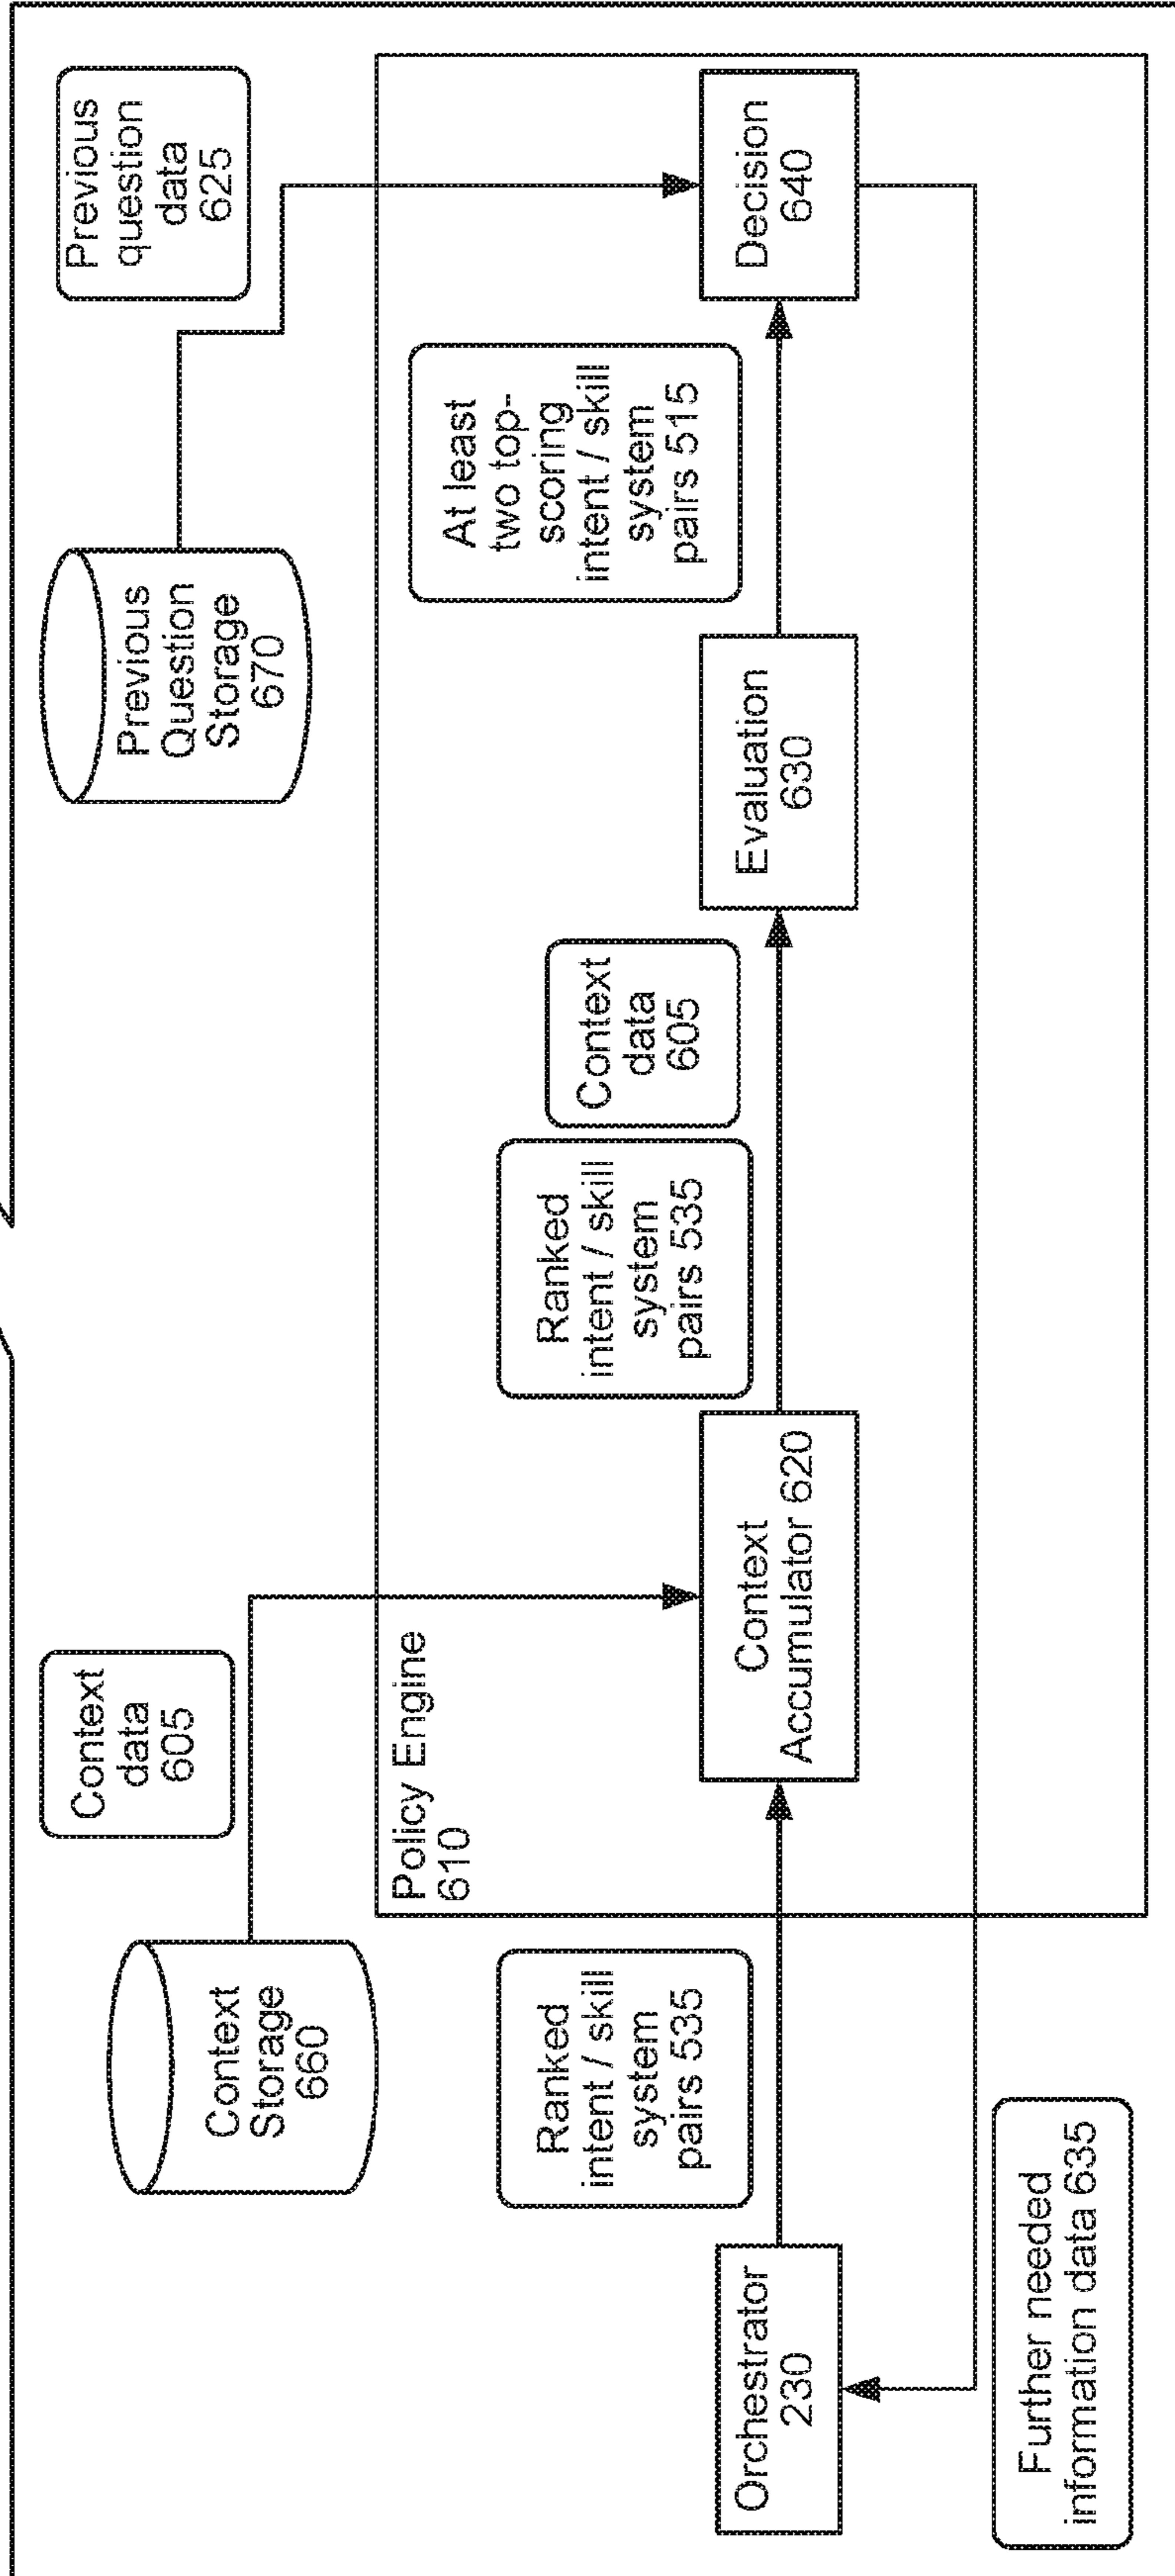 Context
data
605
Previous
question
data
625
Context
Storage
660
Previous
Question
Storage
670
Policy Engine
610
Ranked
intent / skill
system
pairs 535
Ranked
intent / skill
system
pairs 535
Context
data
605
At least
two top-
scoring
intent / skill
system
pairs 515
Orchestrator
230
Context
Accumulator 620
Evaluation
630
Decision
640
Further needed
information data 635